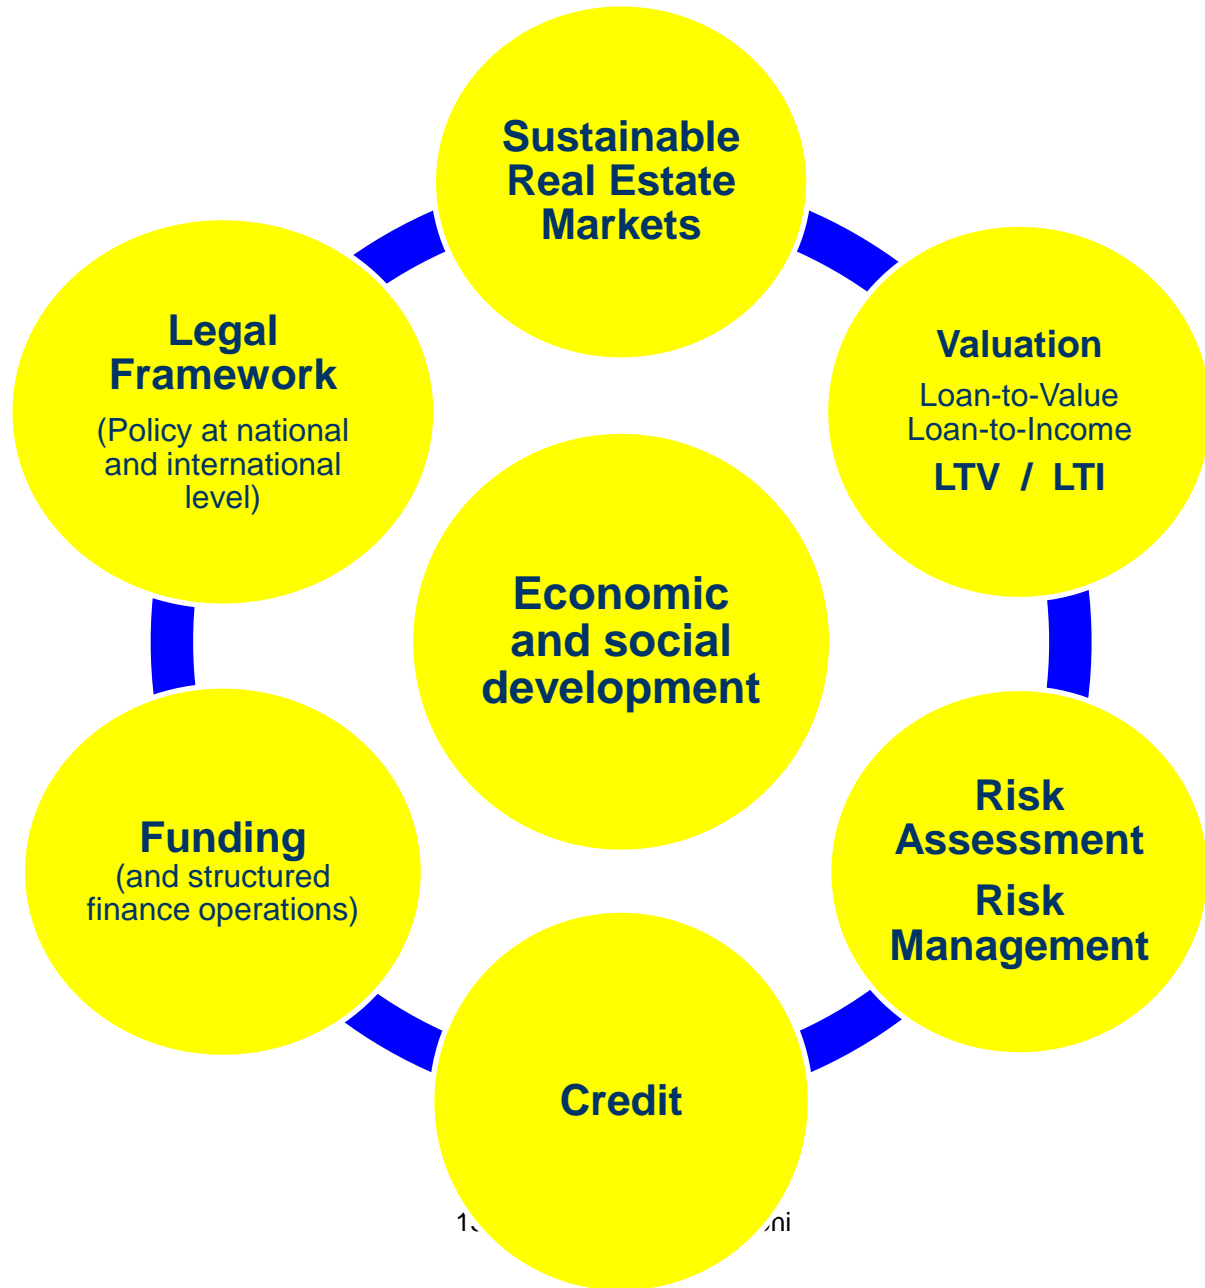 Sustainable
Real Estate
Markets
Legal
Framework
(Policy at national
and international
level)
Valuation
Loan-to-Value
Loan-to-Income
LTV / LTI
Economic
and social
development
Funding
(and structured
finance operations)
Risk
Assessment
Risk
Management
Credit